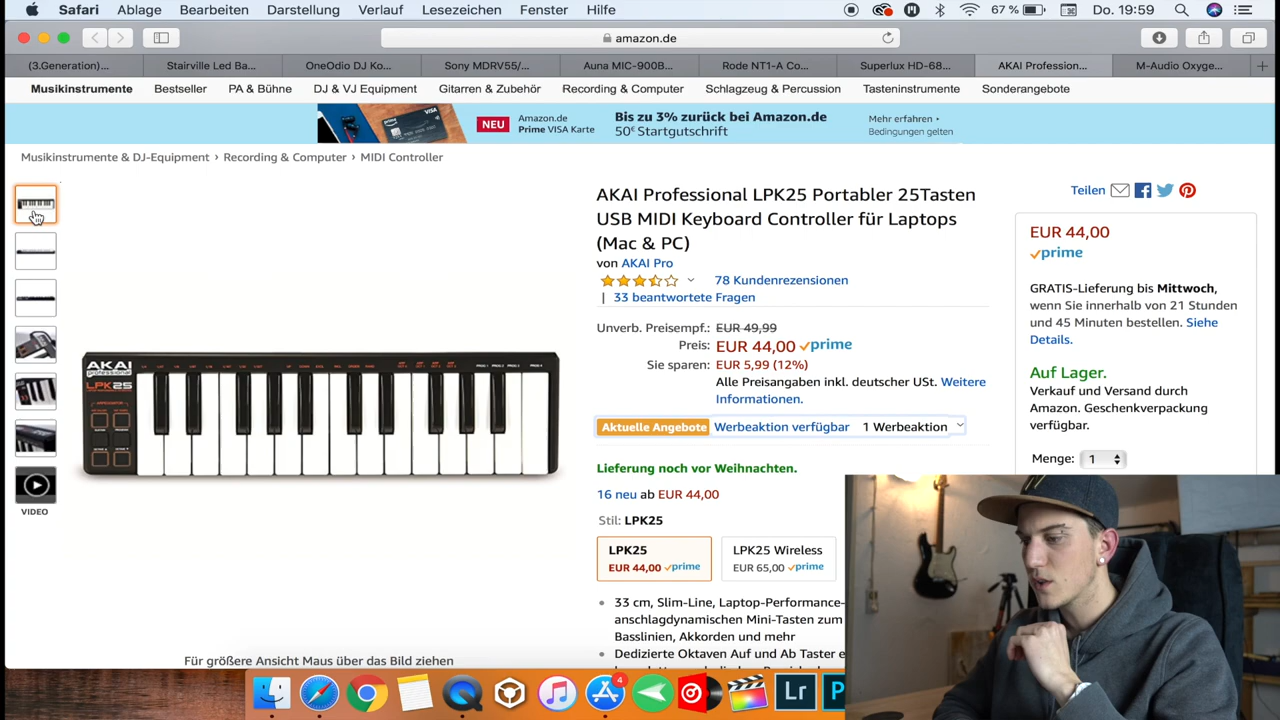 Safari Ablage Bearbeiten Darstellung Verlauf Lesezeichen Fenster Hilfe 67 % Do. 19:59
amazon.de
(3.Generation)... Stairville Led Ba... OneOdio DJ Ko... Sony MDRV55/... Auna MIC-900B... Rode NT1-A Co... Superlux HD-68... AKAI Profession... M-Audio Oxyge...
Musikinstrumente Bestseller PA & Bühne DJ & VJ Equipment Gitarren & Zubehör Recording & Computer Schlagzeug & Percussion Tasteninstrumente Sonderangebote
NEU
Amazon.de
Prime VISA Karte
Bis zu 3% zurück bei Amazon.de
50€ Startgutschrift
Mehr erfahren
Bedingungen gelten
Musikinstrumente & DJ-Equipment › Recording & Computer › MIDI Controller
AKAI Professional LPK25 Portabler 25Tasten
USB MIDI Keyboard Controller für Laptops
(Mac & PC)
von AKAI Pro
78 Kundenrezensionen
| 33 beantwortete Fragen
Unverb. Preisempf.: EUR 49,99
Preis: EUR 44,00 prime
Sie sparen: EUR 5,99 (12%)
Alle Preisangaben inkl. deutscher USt. Weitere
Informationen.
Aktuelle Angebote Werbeaktion verfügbar 1 Werbeaktion
Lieferung noch vor Weihnachten.
16 neu ab EUR 44,00
Stil: LPK25
LPK25
EUR 44,00 prime
LPK25 Wireless
EUR 65,00 prime
33 cm, Slim-Line, Laptop-Performance-
anschlagdynamischen Mini-Tasten zum
Basslinien, Akkorden und mehr
Dedizierte Oktaven Auf und Ab Taster e
Teilen
EUR 44,00
prime
GRATIS-Lieferung bis Mittwoch,
wenn Sie innerhalb von 21 Stunden
und 45 Minuten bestellen. Siehe
Details.
Auf Lager.
Verkauf und Versand durch
Amazon. Geschenkverpackung
verfügbar.
Menge: 1
AKAI
PROFESSIONAL
LPK25
VIDEO
Für größere Ansicht Maus über das Bild ziehen
4
Lr
P